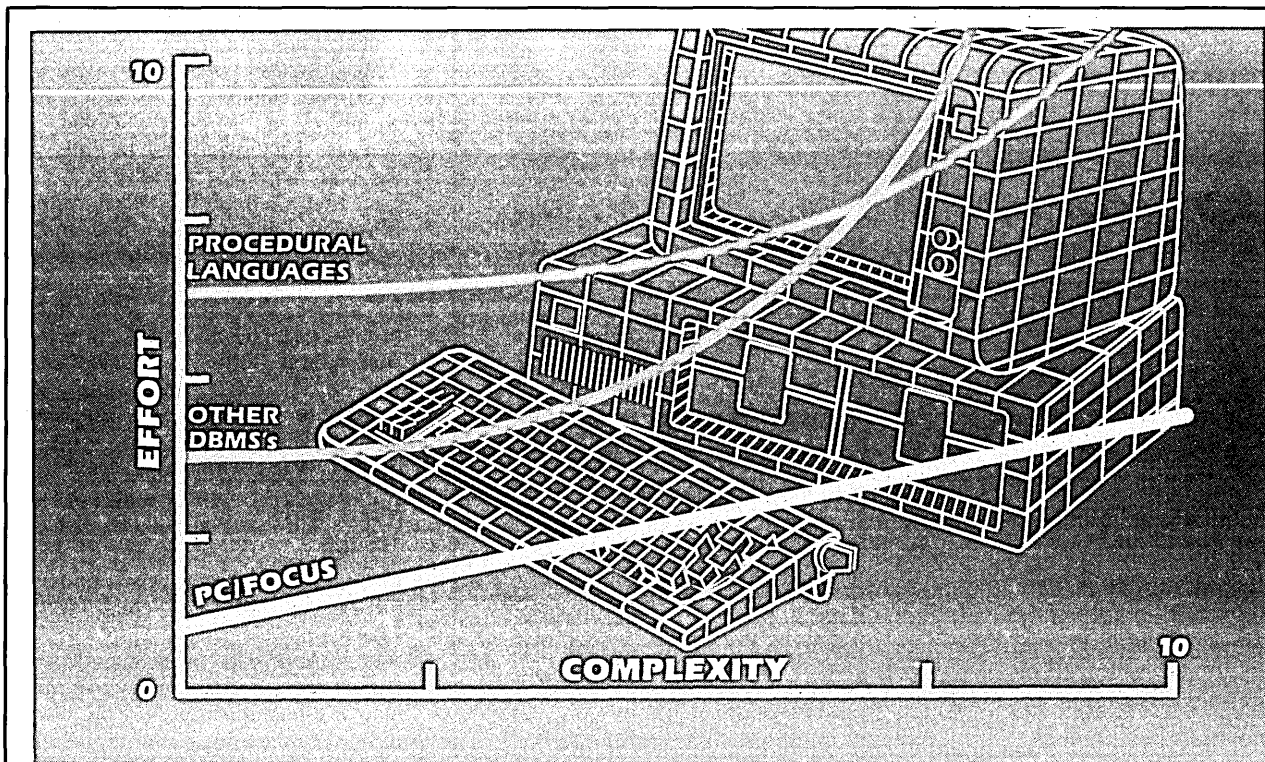 10
PROCEDURAL
LANGUAGES
EFFORT
OTHER
DBMS's
PC/FOCUS
10
COMPLEXITY
0